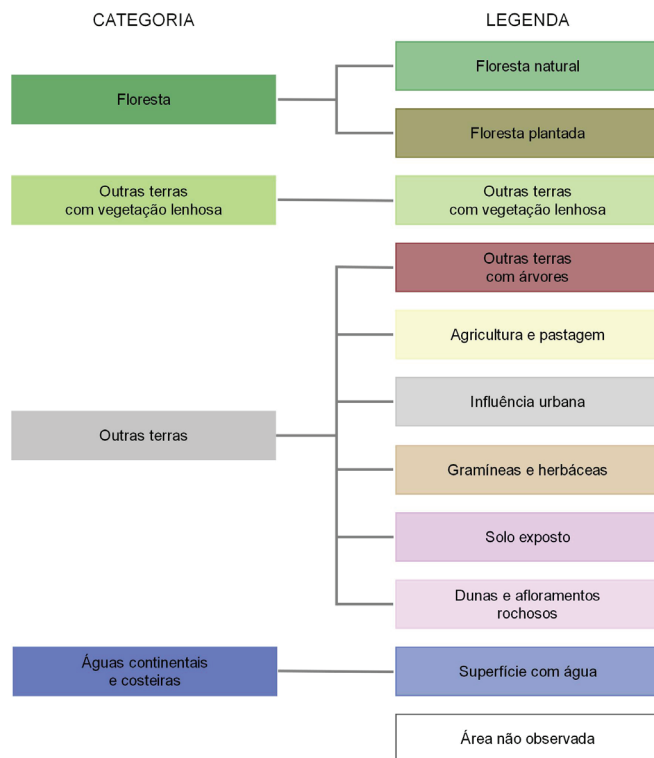 CATEGORIA
LEGENDA
Floresta
Floresta natural
Floresta plantada
Outras terras
com vegetação lenhosa
Outras terras
com vegetação lenhosa
Outras terras
Outras terras
com árvores
Agricultura e pastagem
Influência urbana
Gramíneas e herbáceas
Solo exposto
Dunas e afloramentos
rochosos
Águas continentais
e costeiras
Superfície com água
Área não observada